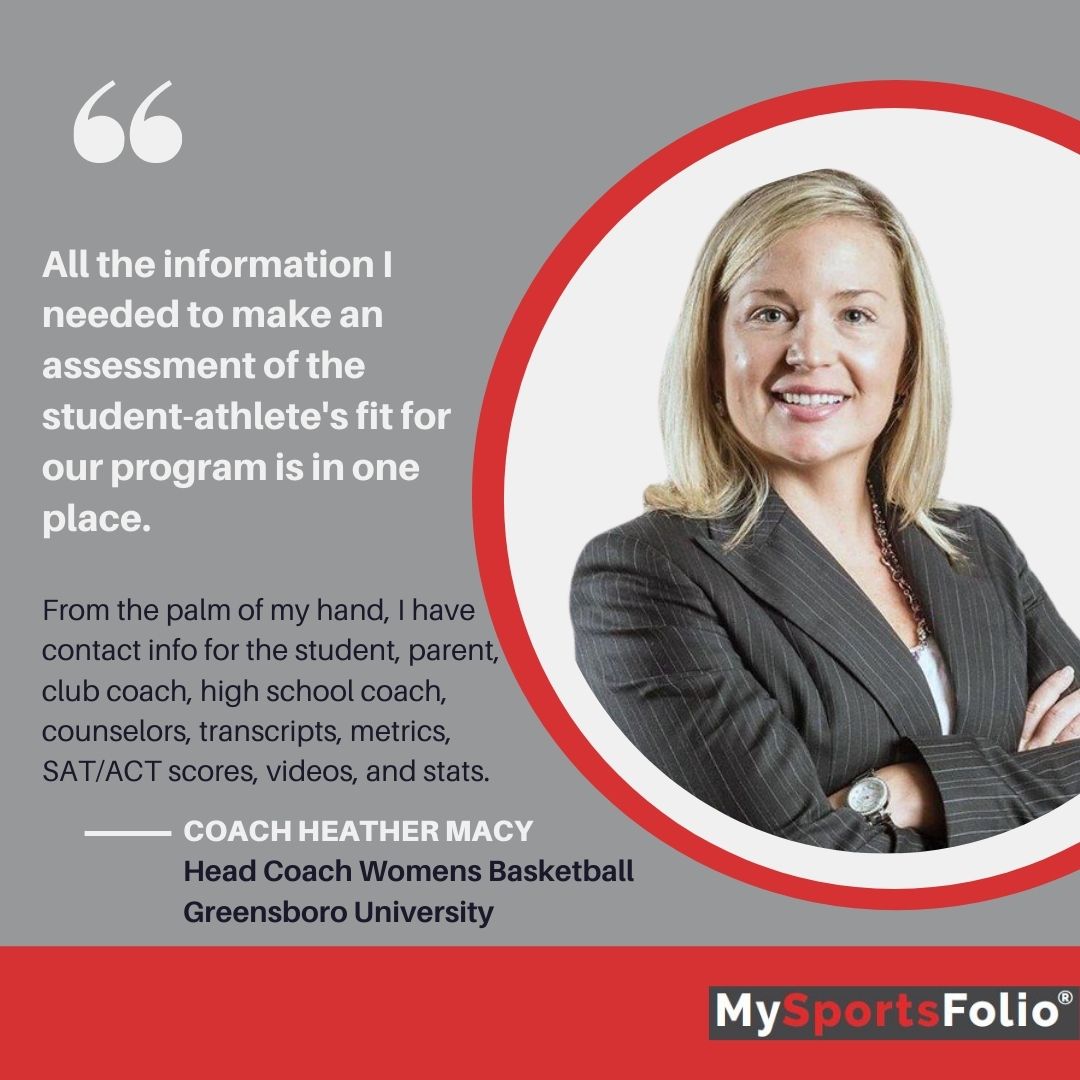 “
All the information I
needed to make an
assessment of the
student-athlete's fit for
our program is in one
place.
From the palm of my hand, I have
contact info for the student, parent,
club coach, high school coach,
counselors, transcripts, metrics,
SAT/ACT scores, videos, and stats.
COACH HEATHER MACY
Head Coach Womens Basketball
Greensboro University
MySportsFolio®